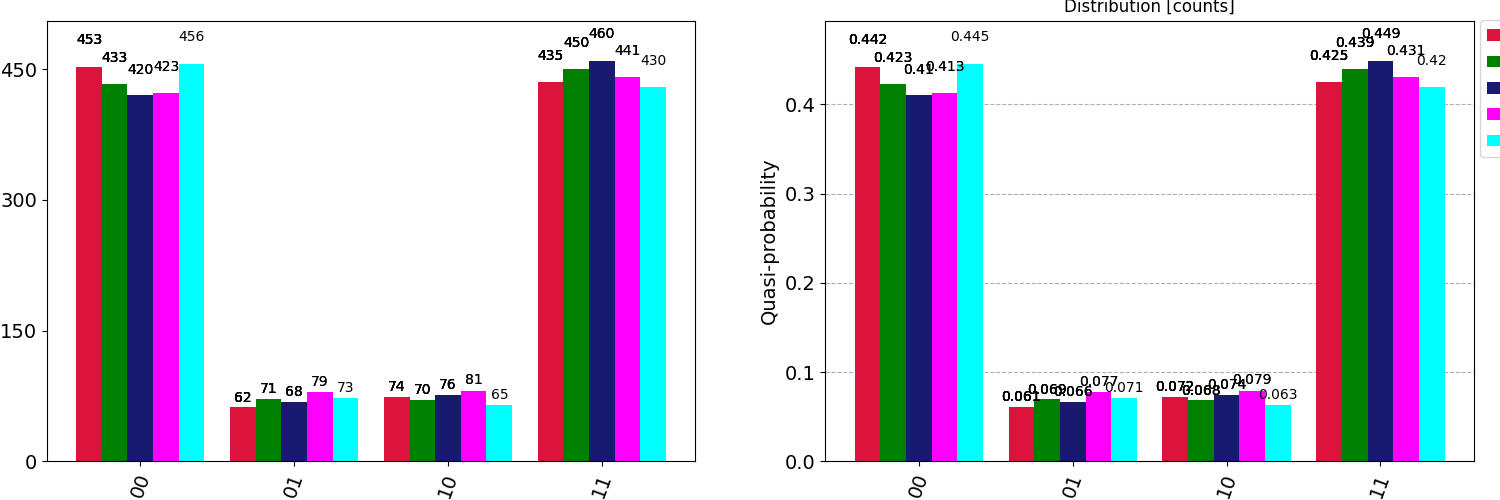 Distribution [counts]
453 433 420 423 456
62 71 68 79 73
74 70 76 81 65
435 450 460 441 430
450
300
150
0
00 01 10 11
Quasi-probability
0.442 0.423 0.41 0.413 0.445
0.061 0.069 0.066 0.077 0.071
0.072 0.068 0.074 0.079 0.063
0.425 0.439 0.449 0.431 0.42
0.4
0.3
0.2
0.1
0.0
00 01 10 11